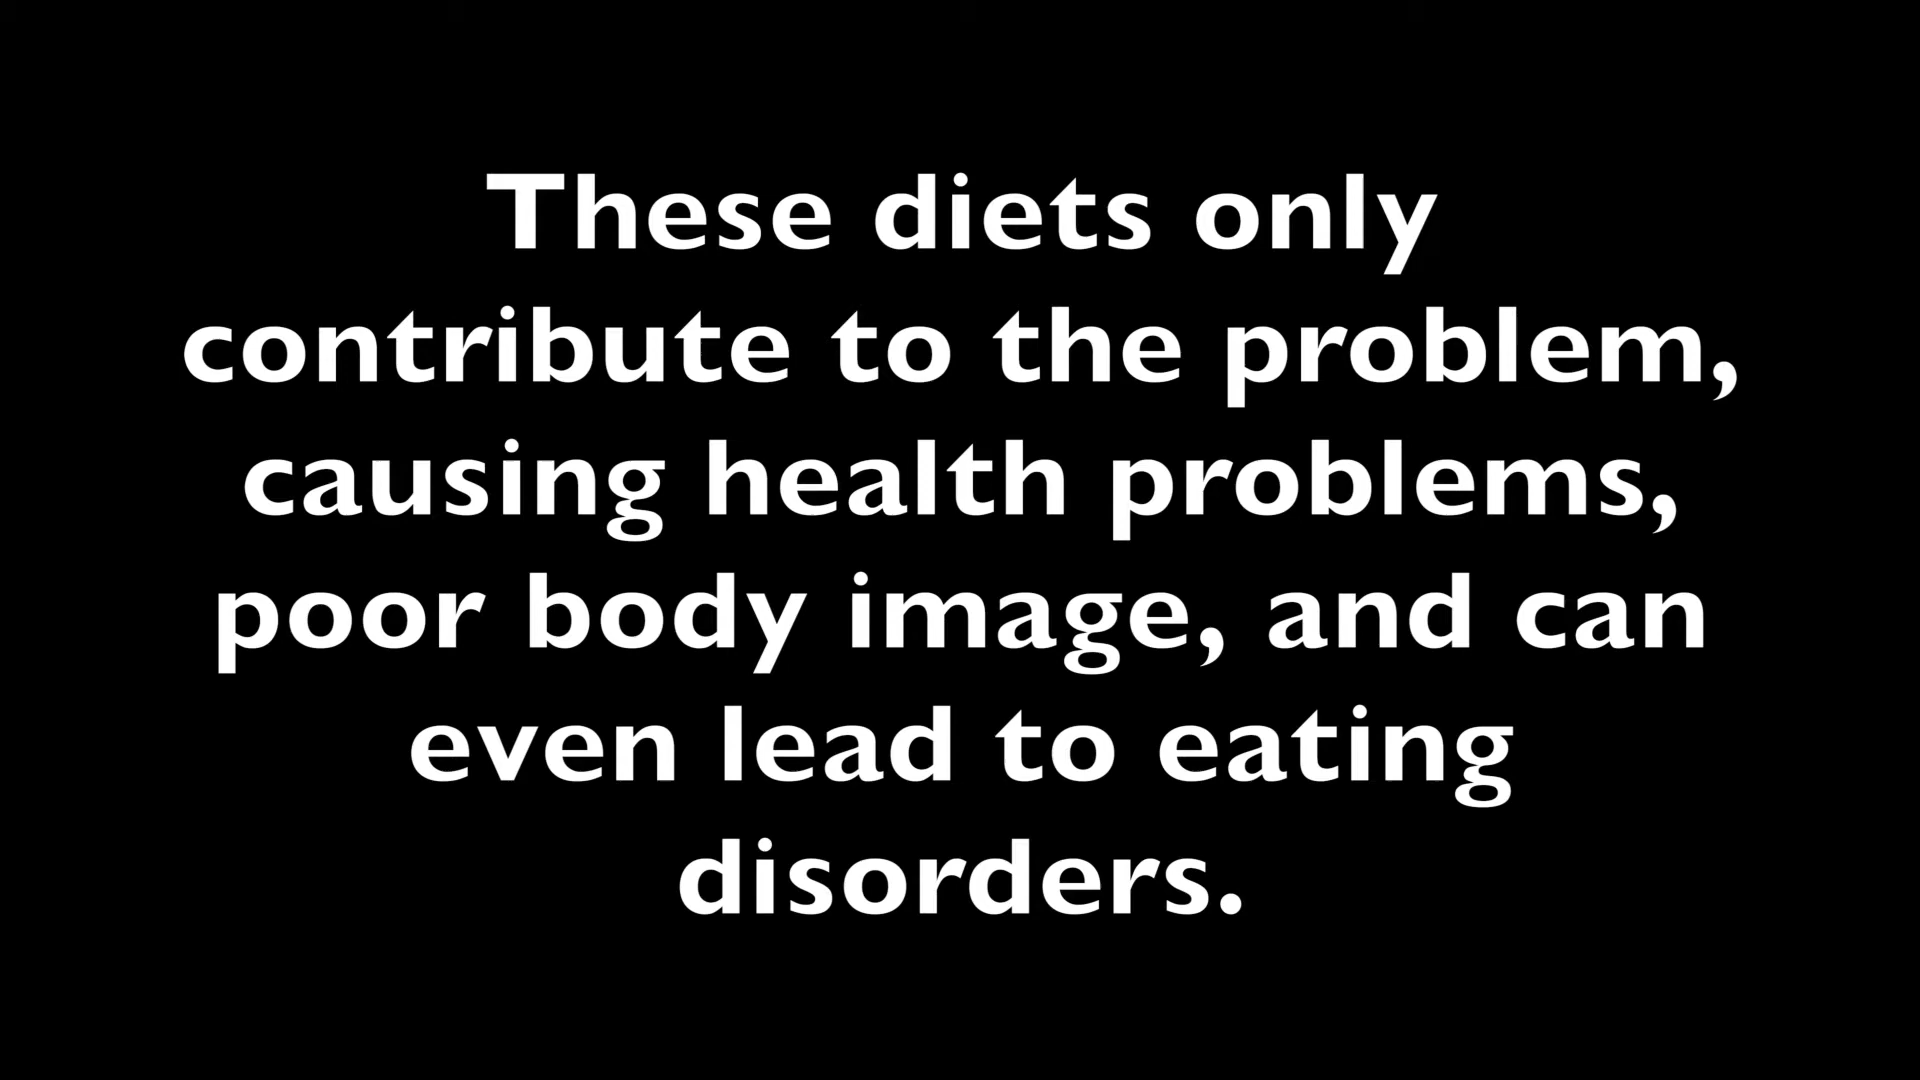 These diets only
contribute to the problem,
causing health problems,
poor body image, and can
even lead to eating
disorders.